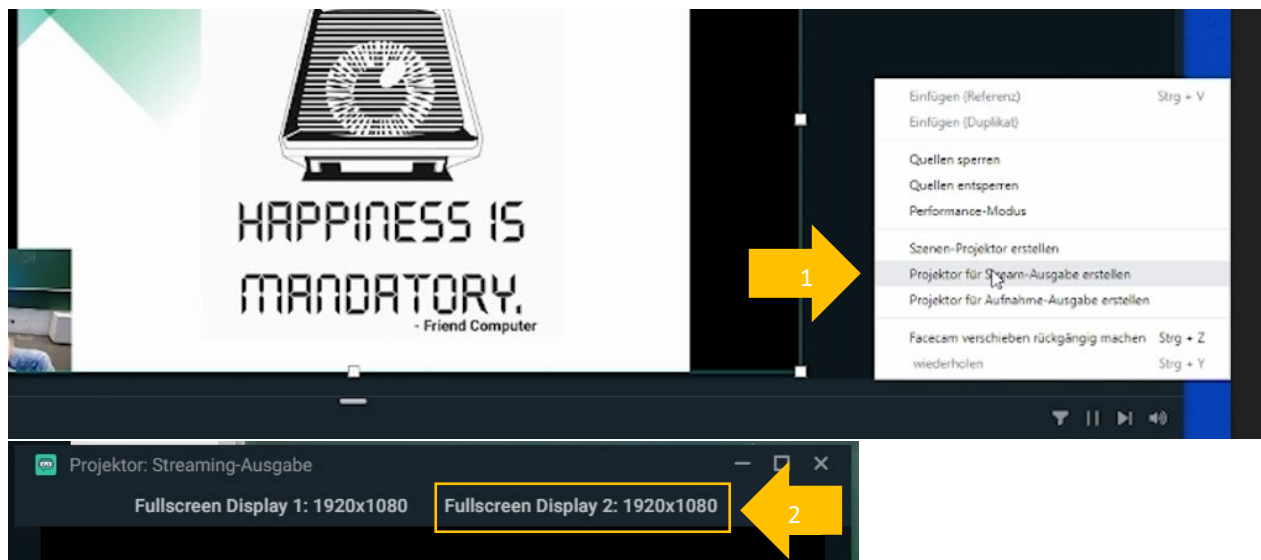 HAPPINESS IS
MANDATORY.
- Friend Computer
Einfügen (Referenz) Strg + V
Einfügen (Duplikat)
Quellen sperren
Quellen entsperren
Performance-Modus
Szenen-Projektor erstellen
1
Projektor für Stream-Ausgabe erstellen
Projektor für Aufnahme-Ausgabe erstellen
Facecam verschieben rückgängig machen Strg + Z
wiederholen Strg + Y
Projektor: Streaming-Ausgabe
Fullscreen Display 1: 1920x1080 Fullscreen Display 2: 1920x1080
2